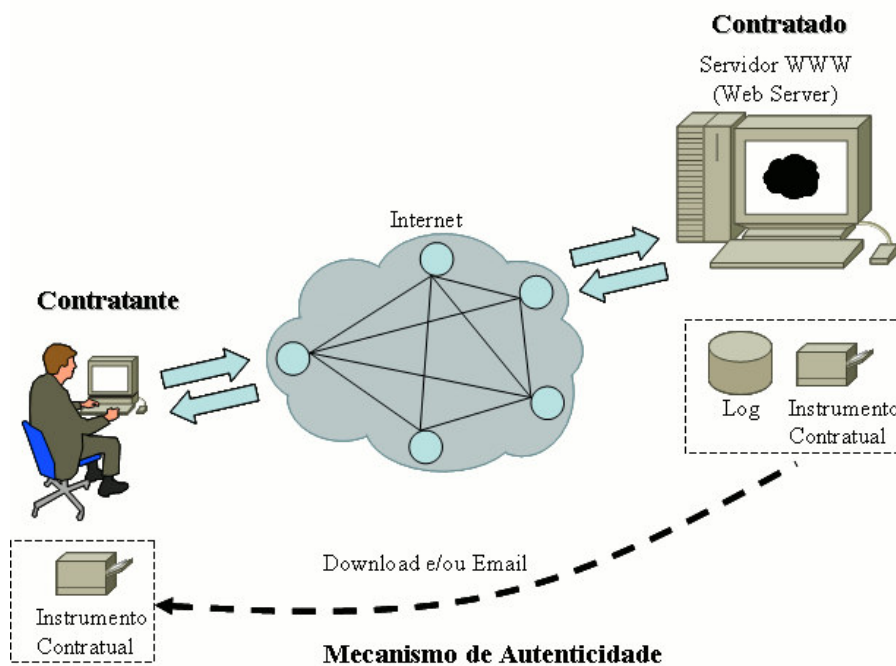 Contratado
Servidor WWW
(Web Server)
Internet
Contratante
Log
Instrumento
Contratual
Download e/ou Email
Instrumento
Contratual
Mecanismo de Autenticidade